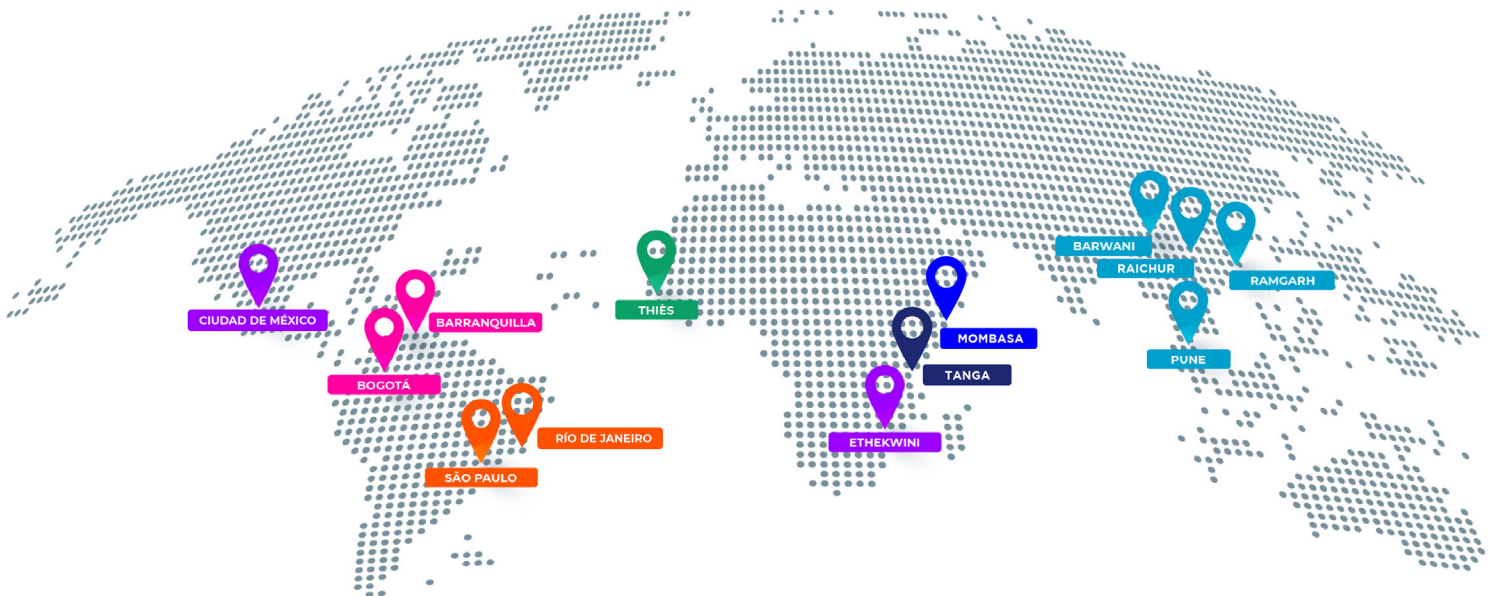 BARWANI
RAICHUR
RAMGARH
THIÈS
CIUDAD DE MÉXICO
BARRANQUILLA
MOMBASA
PUNE
TANGA
BOGOTÁ
RÍO DE JANEIRO
ETHEKWINI
SÃO PAULO